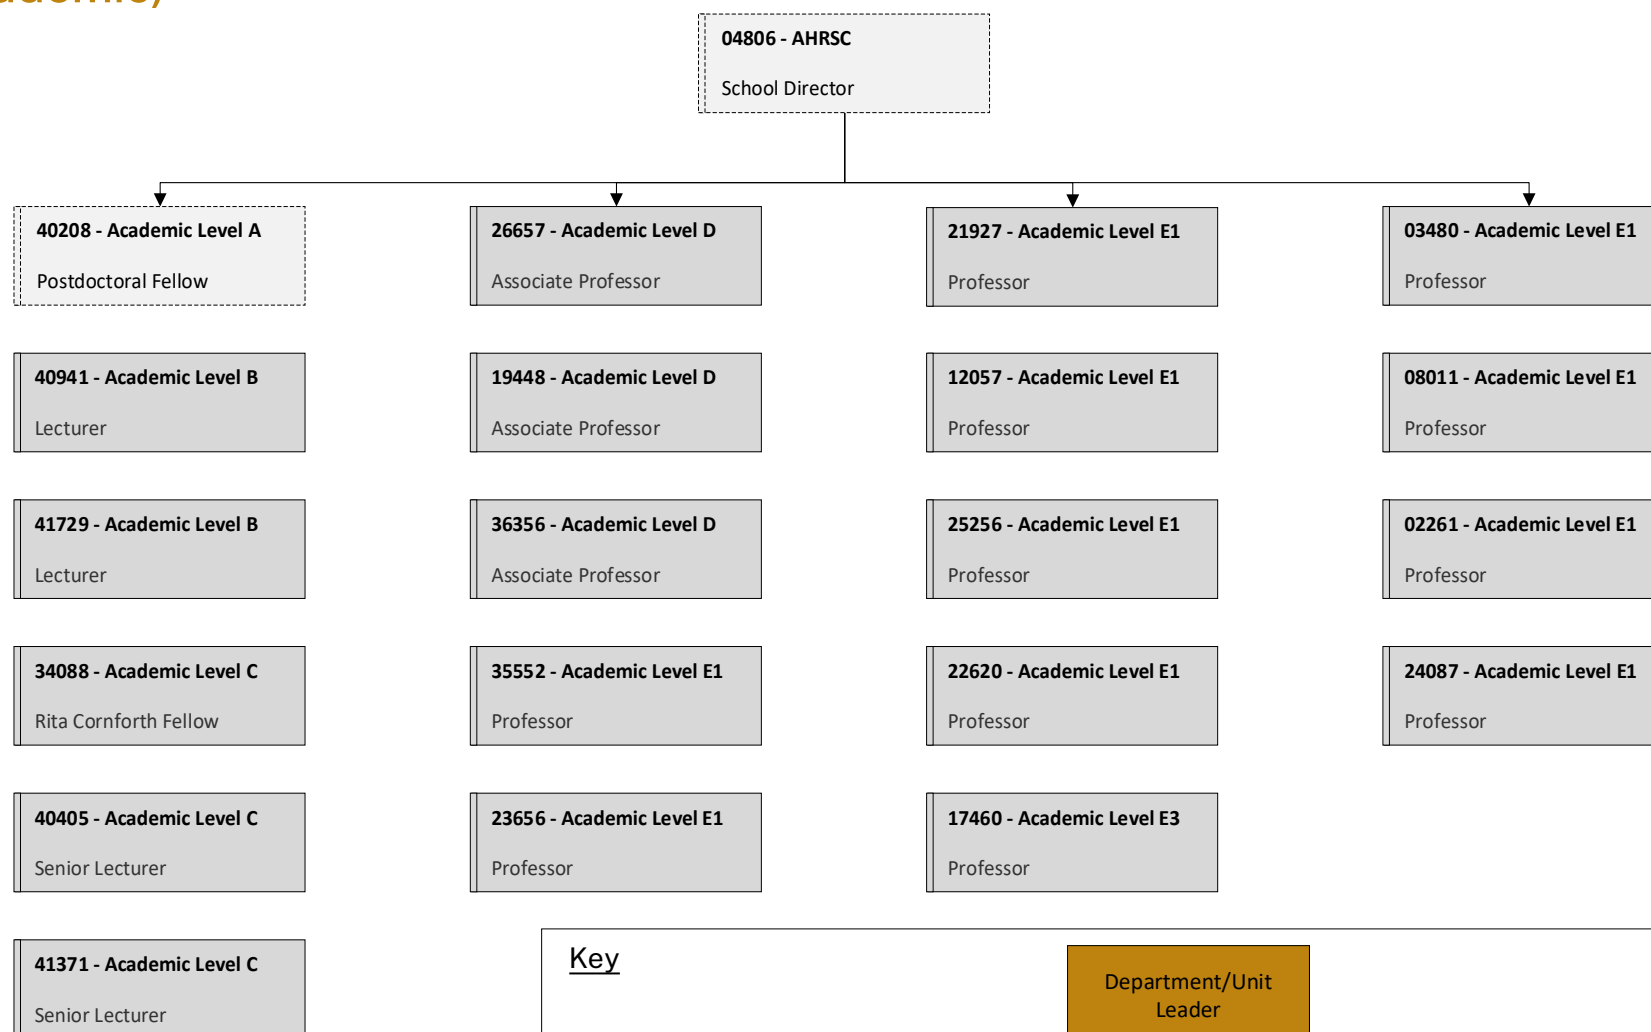 04806 - AHRSC
School Director
40208 - Academic Level A
Postdoctoral Fellow
40941 - Academic Level B
Lecturer
41729 - Academic Level B
Lecturer
34088 - Academic Level C
Rita Cornforth Fellow
40405 - Academic Level C
Senior Lecturer
41371 - Academic Level C
Senior Lecturer
26657 - Academic Level D
Associate Professor
19448 - Academic Level D
Associate Professor
36356 - Academic Level D
Associate Professor
35552 - Academic Level E1
Professor
23656 - Academic Level E1
Professor
21927 - Academic Level E1
Professor
12057 - Academic Level E1
Professor
25256 - Academic Level E1
Professor
22620 - Academic Level E1
Professor
17460 - Academic Level E3
Professor
03480 - Academic Level E1
Professor
08011 - Academic Level E1
Professor
02261 - Academic Level E1
Professor
24087 - Academic Level E1
Professor
Key
Department/Unit
Leader